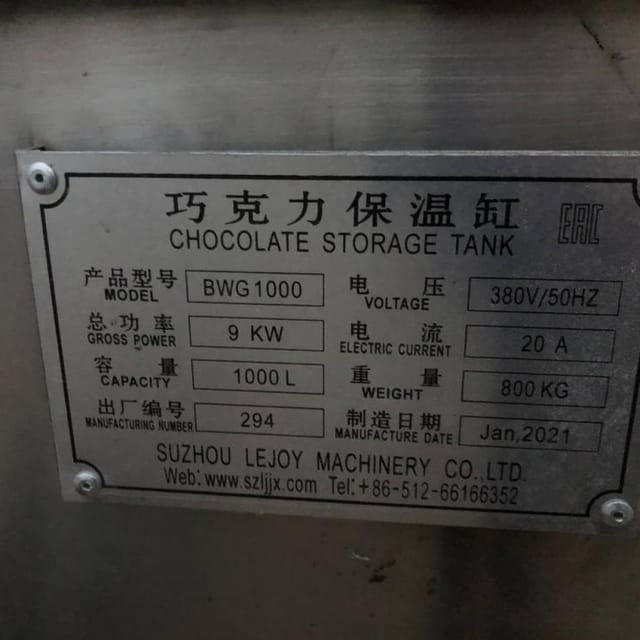 巧克力保温缸 EAC
CHOCOLATE STORAGE TANK
产品型号 BWG1000 电压 380V/50HZ
MODEL VOLTAGE
总功率 9 KW 电流 20 A
GROSS POWER ELECTRIC CURRENT
容量 1000L 重量 800KG
CAPACITY WEIGHT
出厂编号 294 制造日期 Jan,2021
MANUFACTURING NUMBER MANUFACTURE DATE
SUZHOU LEJOY MACHINERY CO.,LTD.
Web: www.szljjx.com Tel:+86-512-66166352